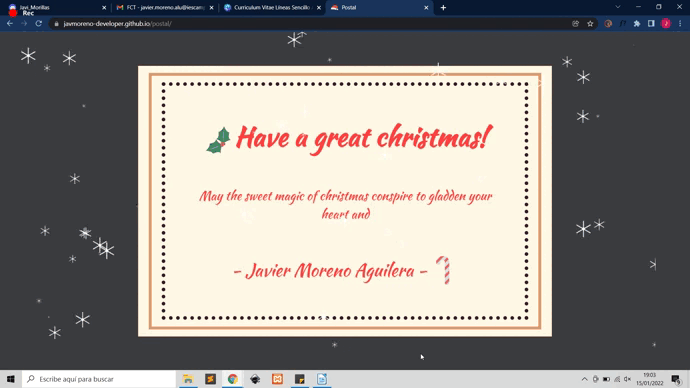 Javi_Morillas
FCT - javier.moreno.alu@iescamp
Curriculum Vitae Líneas Sencillo
Postal
Rec
javmoreno-developer.github.io/postal/
Have a great christmas!
May the sweet magic of christmas conspire to gladden your
heart and
- Javier Moreno Aguilera -
Escribe aquí para buscar
19:03
15/01/2022